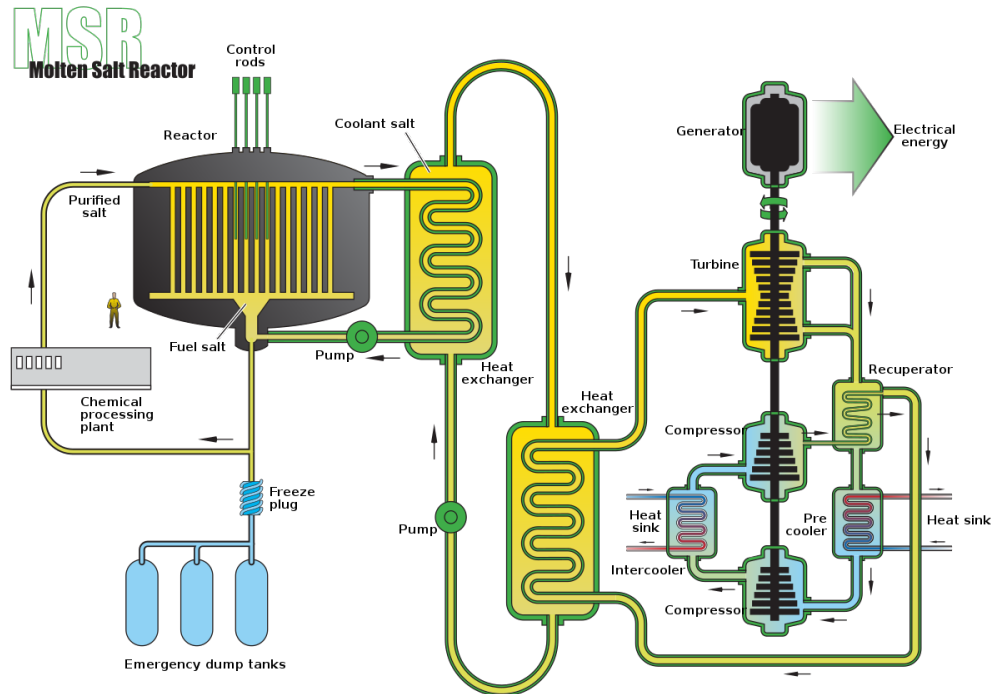 MSR
Molten Salt Reactor
Control
rods
Reactor
Coolant salt
Generator
Electrical
energy
Purified
salt
Turbine
Fuel salt
Pump
Heat
exchanger
Recuperator
Chemical
processing
plant
Heat
exchanger
Compressor
Freeze
plug
Pump
Heat
sink
Pre
cooler
Heat sink
Intercooler
Compressor
Emergency dump tanks